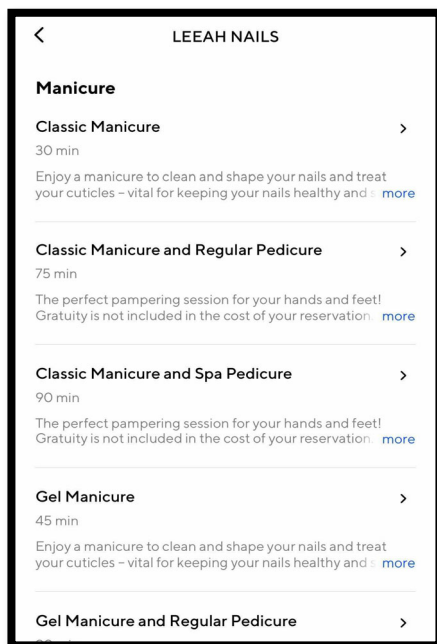 LEEAH NAILS
Manicure
Classic Manicure
30 min
Enjoy a manicure to clean and shape your nails and treat
your cuticles – vital for keeping your nails healthy and more
Classic Manicure and Regular Pedicure
75 min
The perfect pampering session for your hands and feet!
Gratuity is not included in the cost of your reservation. more
Classic Manicure and Spa Pedicure
90 min
The perfect pampering session for your hands and feet!
Gratuity is not included in the cost of your reservation. more
Gel Manicure
45 min
Enjoy a manicure to clean and shape your nails and treat
your cuticles – vital for keeping your nails healthy and more
Gel Manicure and Regular Pedicure